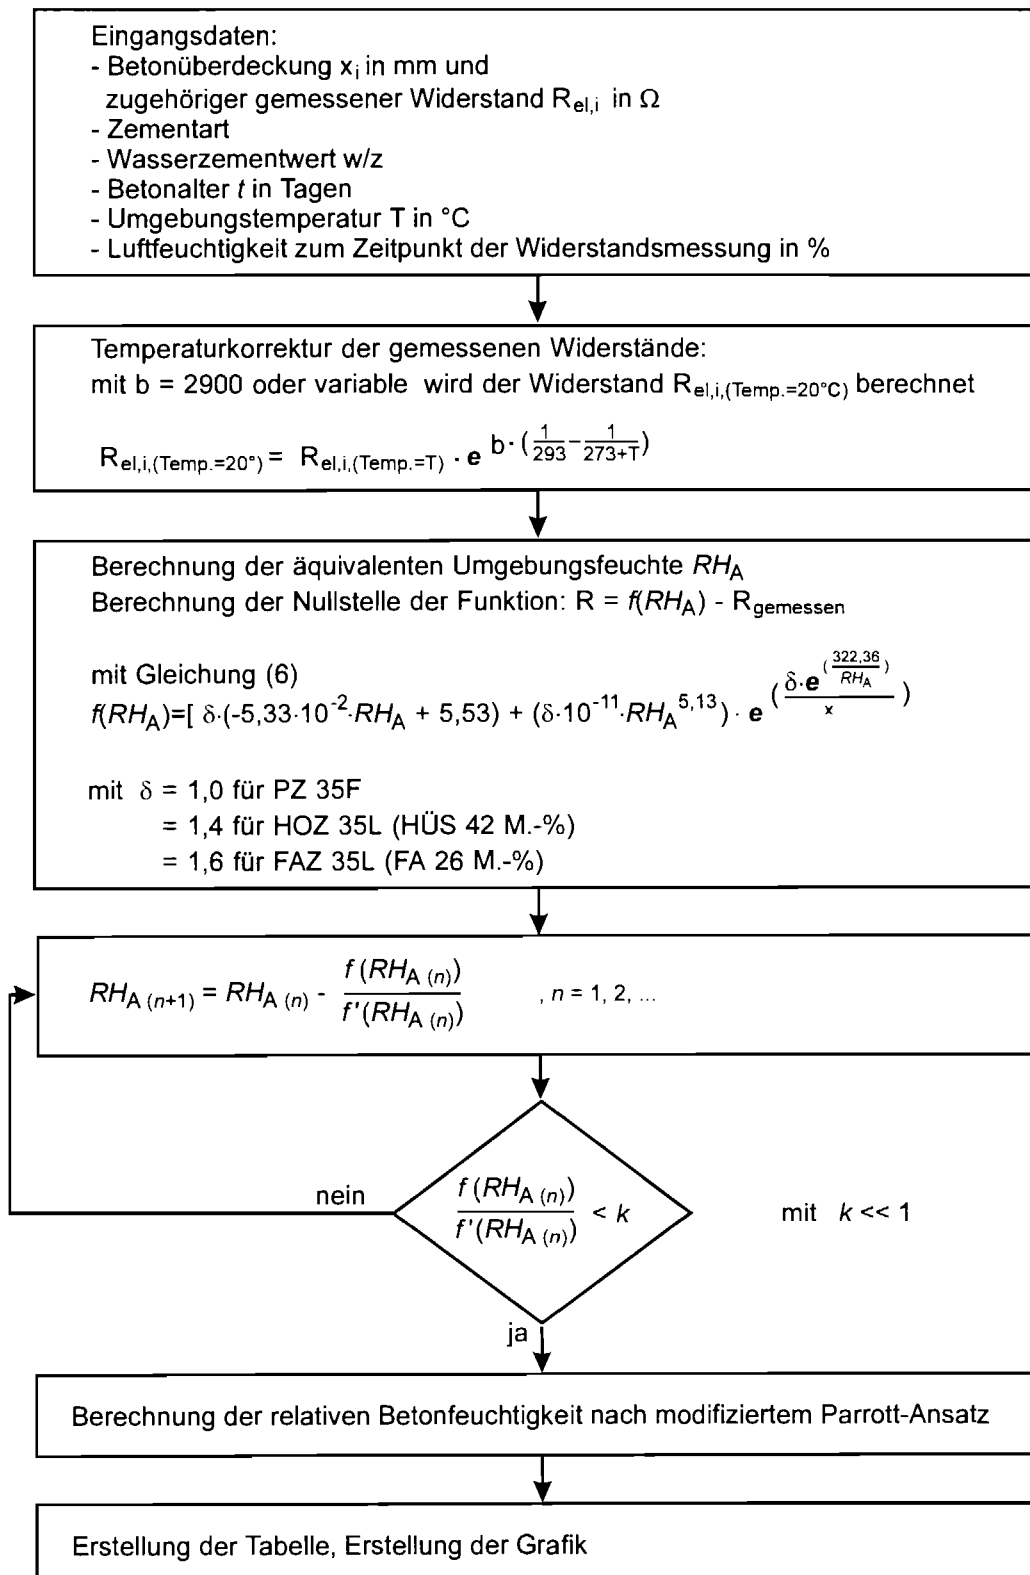 Eingangsdaten:
- Betonüberdeckung xᵢ in mm und
zugehöriger gemessener Widerstand R_el,i in Ω
- Zementart
- Wasserzementwert w/z
- Betonalter t in Tagen
- Umgebungstemperatur T in °C
- Luftfeuchtigkeit zum Zeitpunkt der Widerstandsmessung in %
Temperaturkorrektur der gemessenen Widerstände:
mit b = 2900 oder variable wird der Widerstand R_el,i,(Temp.=20°C) berechnet
R_el,i,(Temp.=20°) = R_el,i,(Temp.=T) · e^(b·(1/293 − 1/(273+T)))
Berechnung der äquivalenten Umgebungsfeuchte RH_A
Berechnung der Nullstelle der Funktion: R = f(RH_A) - R_gemessen
mit Gleichung (6)
f(RH_A)=[ δ·(-5,33·10^-2·RH_A + 5,53) + (δ·10^-11·RH_A^5,13) · e^(δ·e^(322,36/RH_A)/x)
mit δ = 1,0 für PZ 35F
= 1,4 für HOZ 35L (HÜS 42 M.-%)
= 1,6 für FAZ 35L (FA 26 M.-%)
RH_A (n+1) = RH_A (n) - f(RH_A (n))/f'(RH_A (n)) , n = 1, 2, ...
nein
f(RH_A (n))/f'(RH_A (n)) < k
mit k << 1
ja
Berechnung der relativen Betonfeuchtigkeit nach modifiziertem Parrott-Ansatz
Erstellung der Tabelle, Erstellung der Grafik